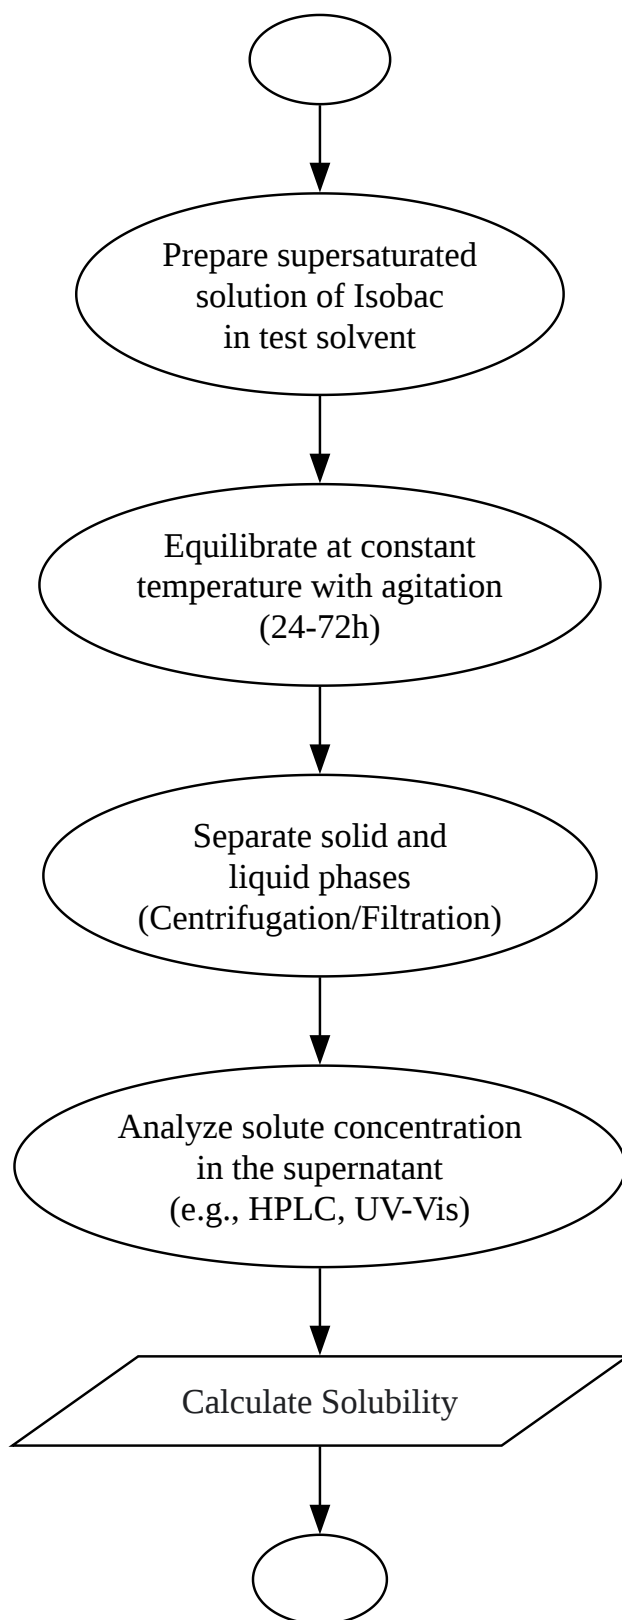 Prepare supersaturated
solution of Isobac
in test solvent
Equilibrate at constant
temperature with agitation
(24-72h)
Separate solid and
liquid phases
(Centrifugation/Filtration)
Analyze solute concentration
in the supernatant
(e.g., HPLC, UV-Vis)
Calculate Solubility